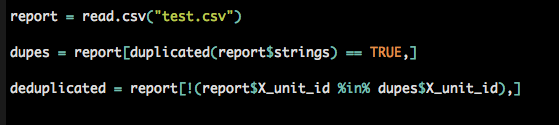 report = read.csv("test.csv")
dupes = report[duplicated(report$strings) == TRUE,]
deduplicated = report[!(report$X_unit_id %in% dupes$X_unit_id),]